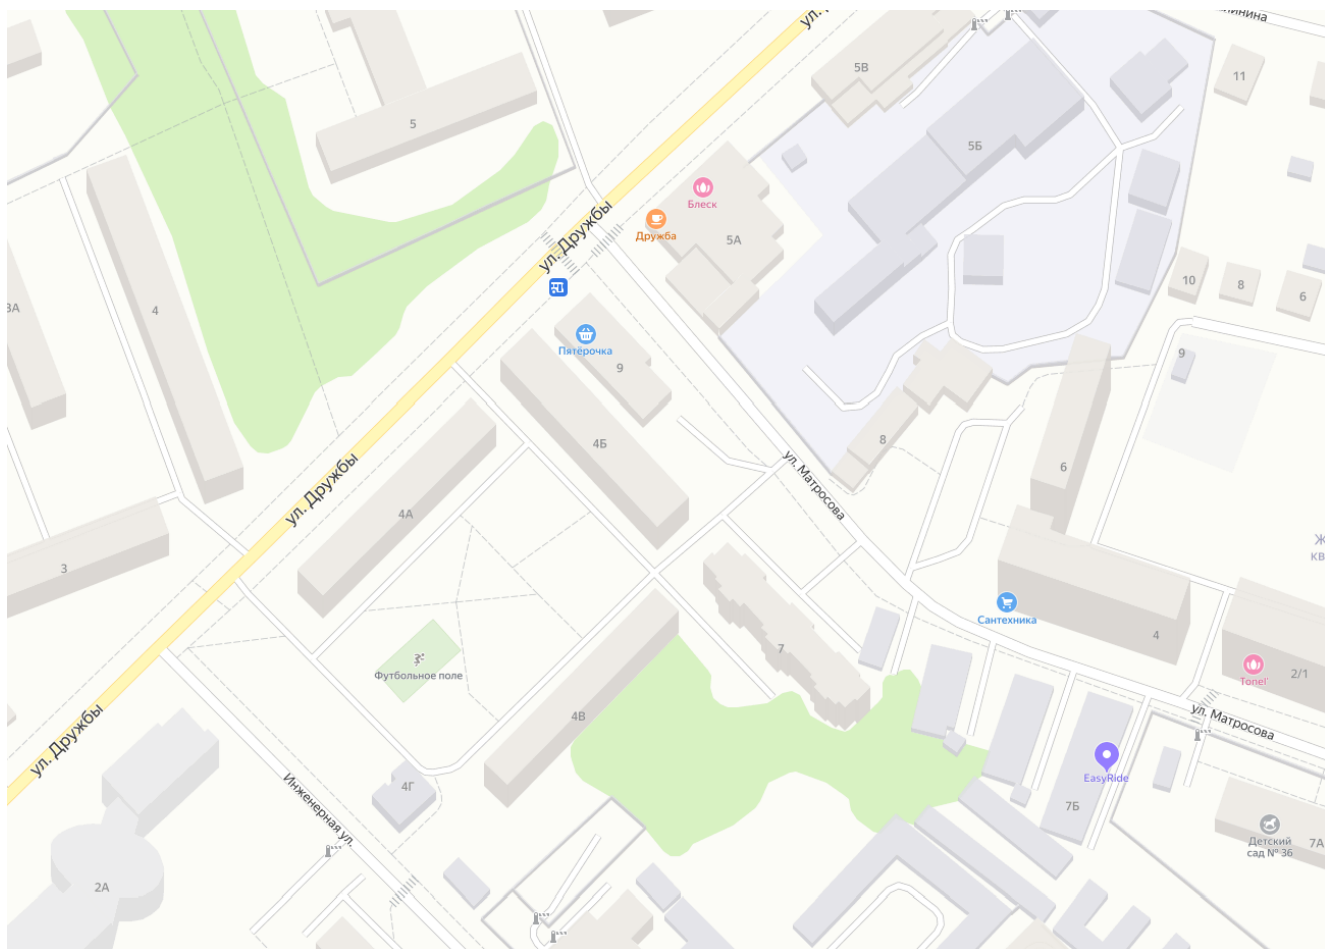 ул.
5В
11
5
5Б
Блеск
Дружба
5А
ул. Дружбы
10
8
6
3А
4
Пятёрочка
9
9
4Б
8
ул. Матросова
6
ул. Дружбы
4А
3
Сантехника
4
7
Футбольное поле
Tonel'
2/1
4В
ул. Матросова
ул. Дружбы
EasyRide
4Г
7Б
Инженерная ул.
Детский
сад № 36
7А
2А